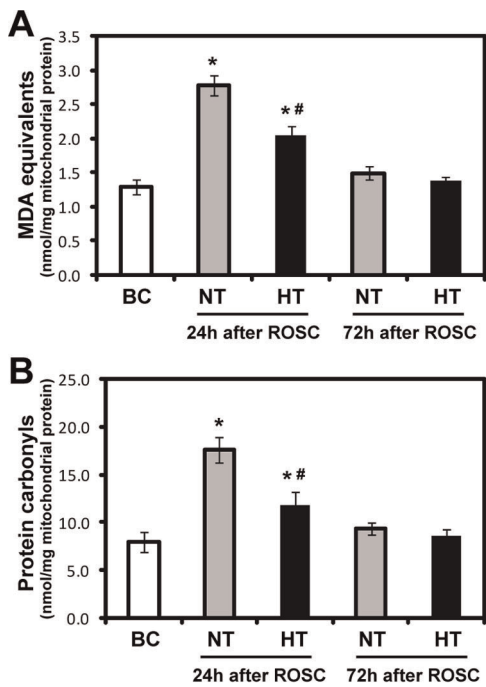 A
MDA equivalents
(nmol/mg mitochondrial protein)
3.5
3.0
2.5
2.0
1.5
1.0
0.5
0.0
*
* #
BC NT HT NT HT
24h after ROSC 72h after ROSC
B
Protein carbonyls
(nmol/mg mitochondrial protein)
25.0
20.0
15.0
10.0
5.0
0.0
*
* #
BC NT HT NT HT
24h after ROSC 72h after ROSC